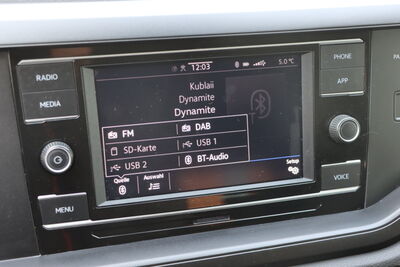 RADIO
MEDIA
MENU
PHONE
APP
VOICE
12:03
5.0°C
Kublaii
Dynamite
Dynamite
FM
DAB
SD-Karte
USB 1
USB 2
BT-Audio
Quelle
Auswahl
Setup